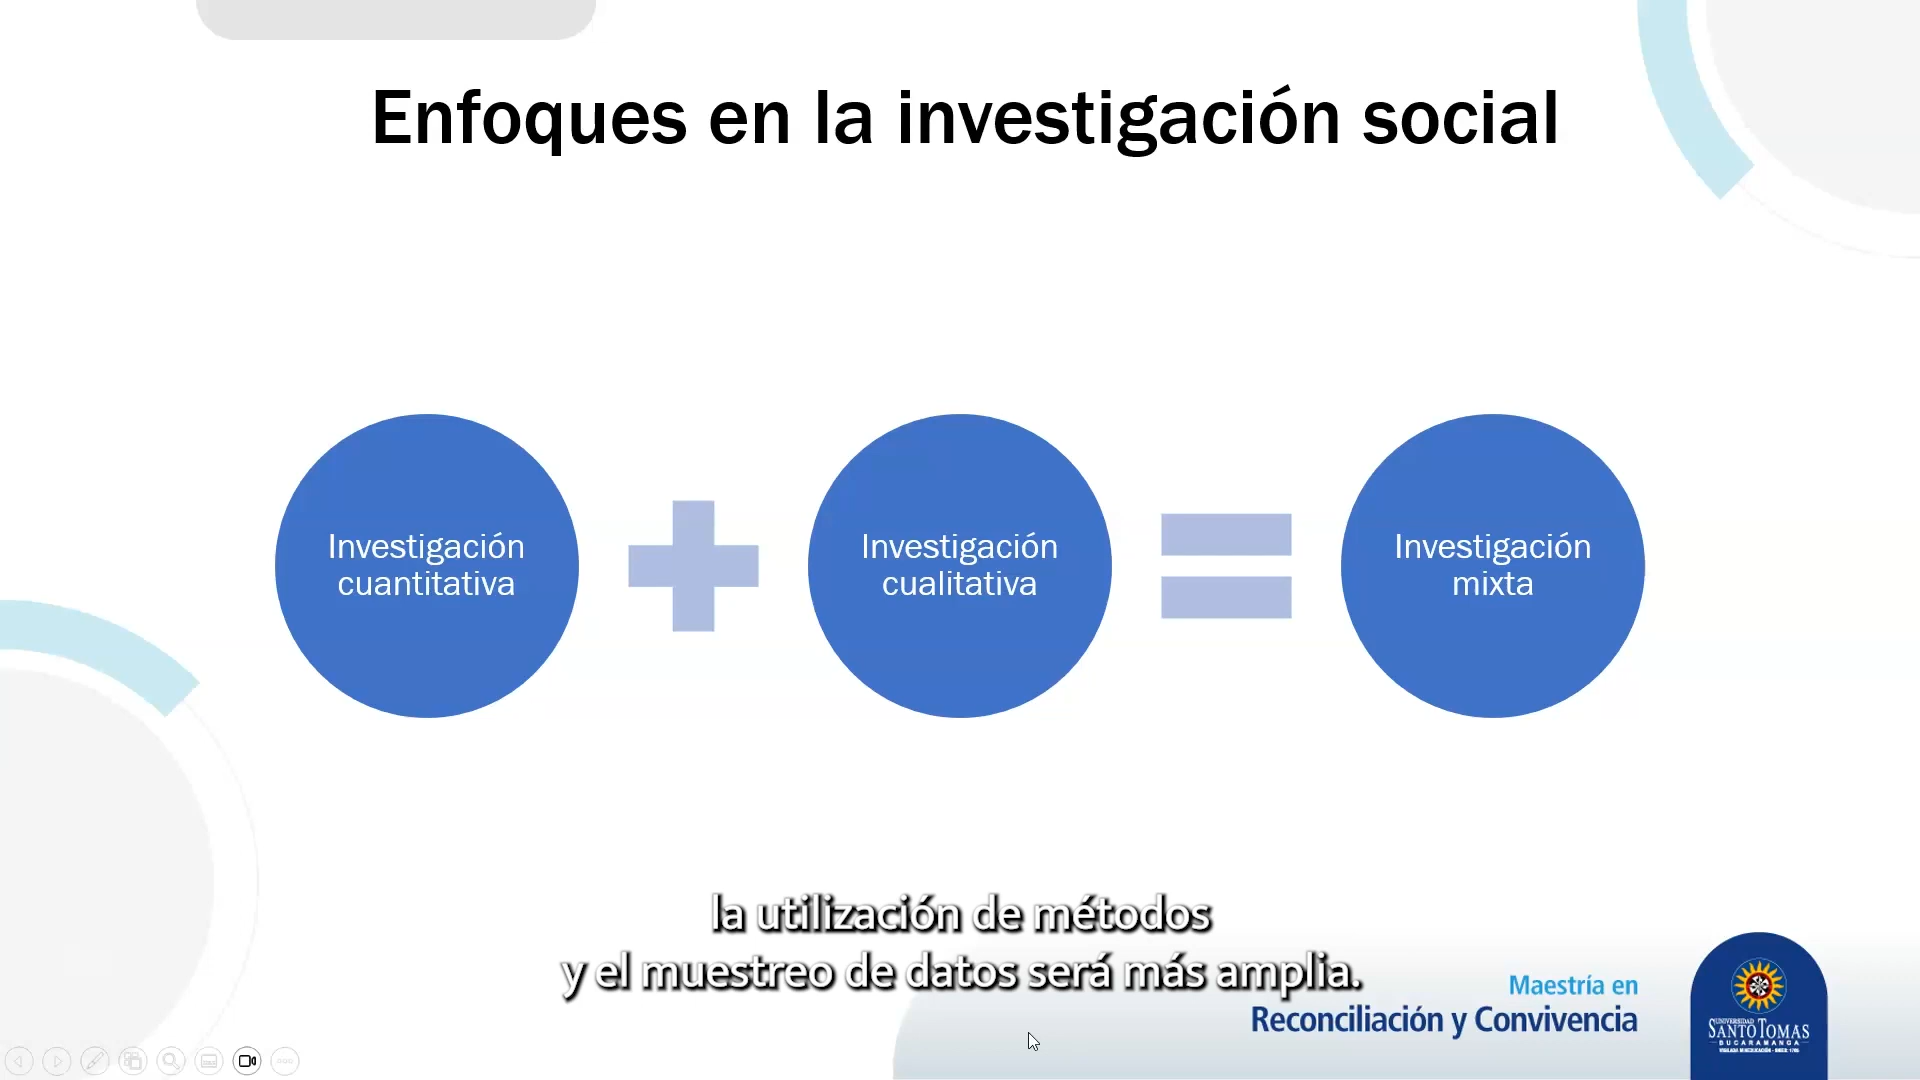 Enfoques en la investigación social
Investigación
cuantitativa
Investigación
cualitativa
Investigación
mixta
la utilización de métodos
y el muestreo de datos será más amplia.
Maestría en
Reconciliación y Convivencia
UNIVERSIDAD
SANTO TOMAS
BUCARAMANGA